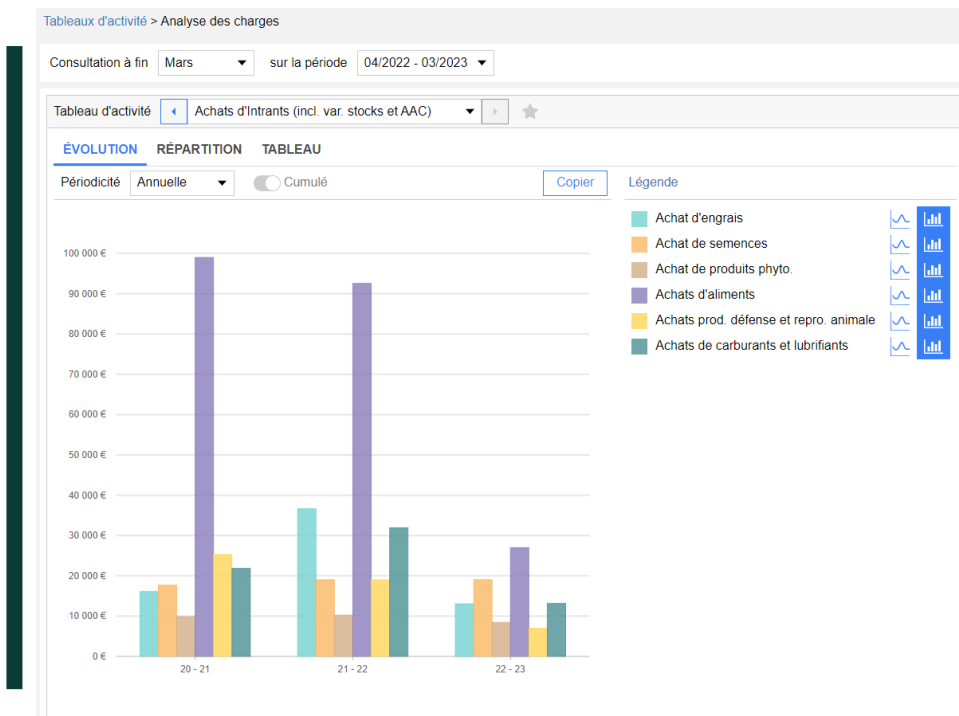 Tableaux d'activité > Analyse des charges
Consultation à fin Mars sur la période 04/2022 - 03/2023
Tableau d'activité Achats d'Intrants (incl. var. stocks et AAC)
ÉVOLUTION RÉPARTITION TABLEAU
Périodicité Annuelle Cumulé Copier Légende
Achat d'engrais
Achat de semences
Achat de produits phyto.
Achats d'aliments
Achats prod. défense et repro. animale
Achats de carburants et lubrifiants
100 000 €
90 000 €
80 000 €
70 000 €
60 000 €
50 000 €
40 000 €
30 000 €
20 000 €
10 000 €
0 €
20 - 21 21 - 22 22 - 23